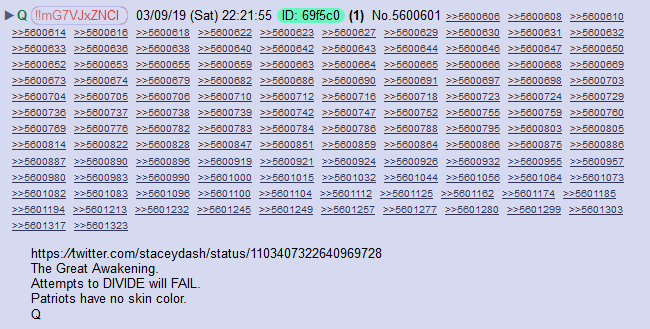 ▶ Q !!mG7VJxZNCI 03/09/19 (Sat) 22:21:55 ID: 69f5c0 (1) No.5600601 >>5600606 >>5600608 >>5600610
>>5600614 >>5600616 >>5600618 >>5600622 >>5600623 >>5600627 >>5600629 >>5600630 >>5600631 >>5600632
>>5600633 >>5600636 >>5600638 >>5600640 >>5600642 >>5600643 >>5600644 >>5600646 >>5600647 >>5600650
>>5600652 >>5600655 >>5600659 >>5600663 >>5600664 >>5600665 >>5600666 >>5600668 >>5600669
>>5600673 >>5600674 >>5600679 >>5600682 >>5600686 >>5600690 >>5600691 >>5600697 >>5600698 >>5600703
>>5600704 >>5600705 >>5600706 >>5600710 >>5600712 >>5600716 >>5600718 >>5600723 >>5600724 >>5600729
>>5600736 >>5600737 >>5600738 >>5600739 >>5600742 >>5600747 >>5600752 >>5600755 >>5600759 >>5600760
>>5600769 >>5600776 >>5600782 >>5600783 >>5600784 >>5600786 >>5600788 >>5600795 >>5600803 >>5600805
>>5600814 >>5600822 >>5600828 >>5600847 >>5600851 >>5600859 >>5600864 >>5600866 >>5600875 >>5600886
>>5600887 >>5600890 >>5600896 >>5600919 >>5600921 >>5600924 >>5600926 >>5600932 >>5600955 >>5600957
>>5600980 >>5600983 >>5600990 >>5601000 >>5601015 >>5601032 >>5601044 >>5601056 >>5601064 >>5601073
>>5601082 >>5601083 >>5601096 >>5601100 >>5601104 >>5601112 >>5601125 >>5601162 >>5601174 >>5601185
>>5601194 >>5601213 >>5601232 >>5601245 >>5601249 >>5601257 >>5601277 >>5601280 >>5601299 >>5601303
>>5601317 >>5601323
https://twitter.com/staceydash/status/1103407322640969728
The Great Awakening.
Attempts to DIVIDE will FAIL.
Patriots have no skin color.
Q